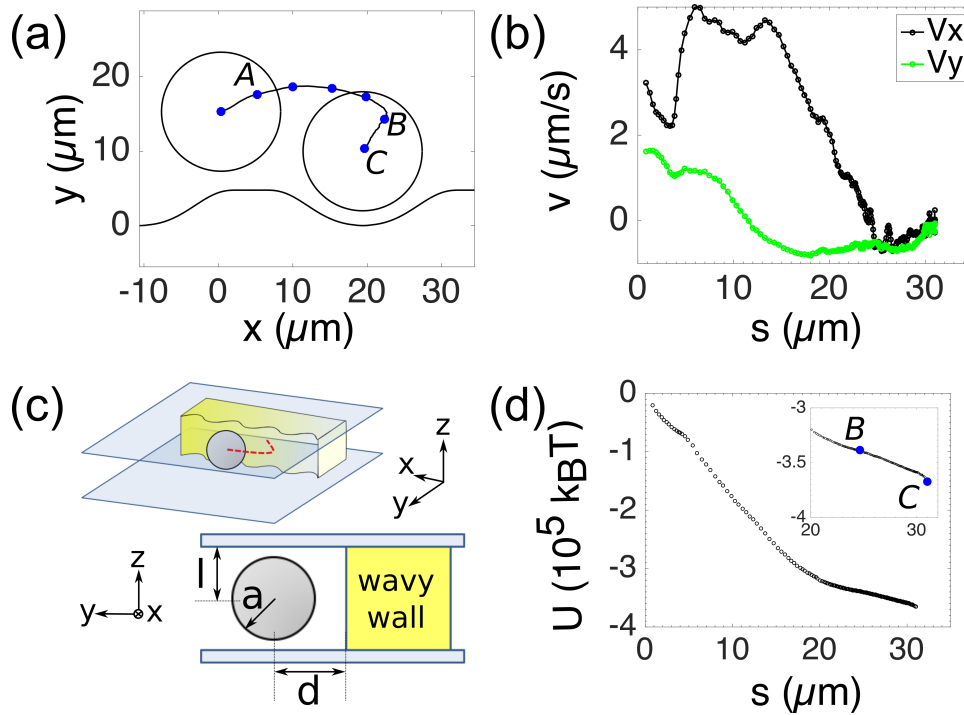 (a)
20
10
0
y (μm)
A
B
C
-10 0 10 20 30
x (μm)
(b)
Vx
Vy
4
2
0
v (μm/s)
0 10 20 30
s (μm)
(c)
z
x
y
z
y
x
l
a
d
wavy
wall
(d)
0
-1
-2
-3
-4
U (10⁵ kBT)
-3
-3.5
-4
B
C
20 30
0 10 20 30
s (μm)